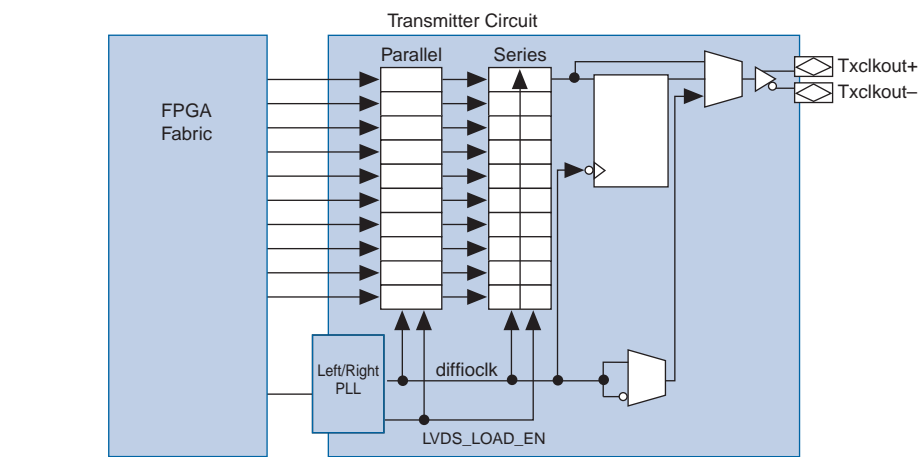 Transmitter Circuit
Parallel
Series
FPGA
Fabric
Txclkout+
Txclkout–
Left/Right
PLL
diffioclk
LVDS_LOAD_EN